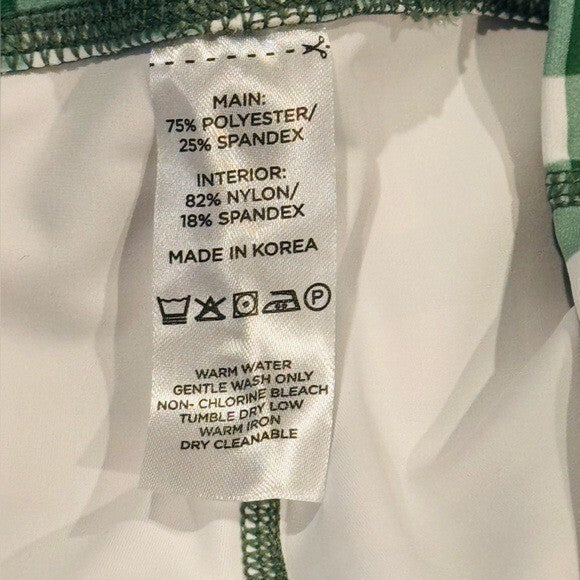 MAIN:
75% POLYESTER/
25% SPANDEX
INTERIOR:
82% NYLON/
18% SPANDEX
MADE IN KOREA
P
WARM WATER
GENTLE WASH ONLY
NON- CHLORINE BLEACH
TUMBLE DRY LOW
WARM IRON
DRY CLEANABLE